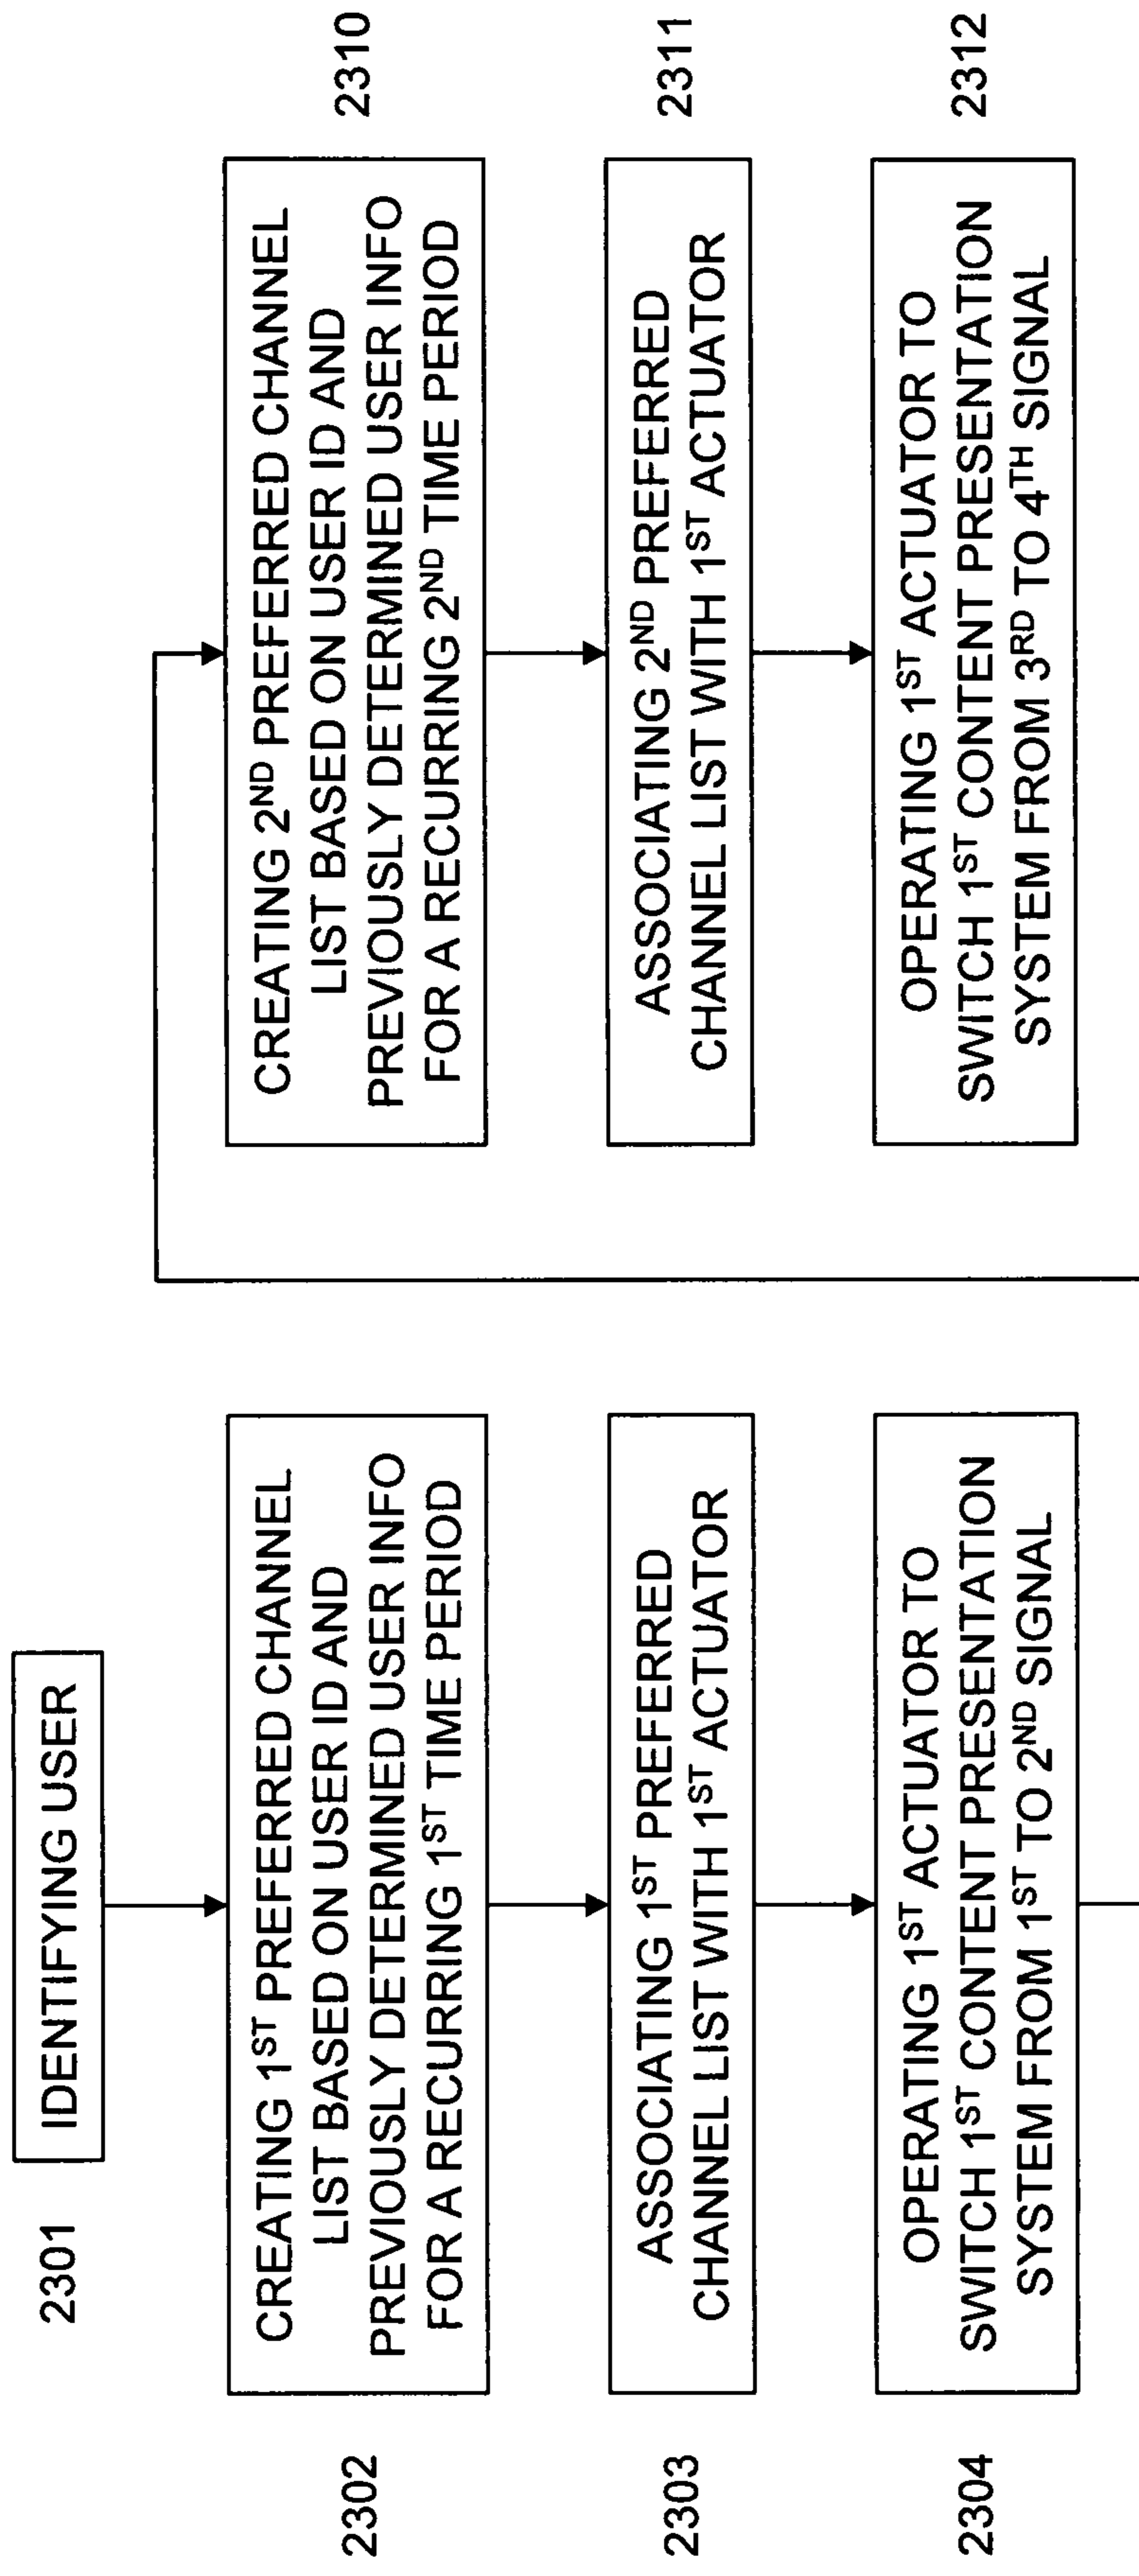 2301
IDENTIFYING USER
2302
CREATING 1ST PREFERRED CHANNEL
LIST BASED ON USER ID AND
PREVIOUSLY DETERMINED USER INFO
FOR A RECURRING 1ST TIME PERIOD
2303
ASSOCIATING 1ST PREFERRED
CHANNEL LIST WITH 1ST ACTUATOR
2304
OPERATING 1ST ACTUATOR TO
SWITCH 1ST CONTENT PRESENTATION
SYSTEM FROM 1ST TO 2ND SIGNAL
2310
CREATING 2ND PREFERRED CHANNEL
LIST BASED ON USER ID AND
PREVIOUSLY DETERMINED USER INFO
FOR A RECURRING 2ND TIME PERIOD
2311
ASSOCIATING 2ND PREFERRED
CHANNEL LIST WITH 1ST ACTUATOR
2312
OPERATING 1ST ACTUATOR TO
SWITCH 1ST CONTENT PRESENTATION
SYSTEM FROM 3RD TO 4TH SIGNAL